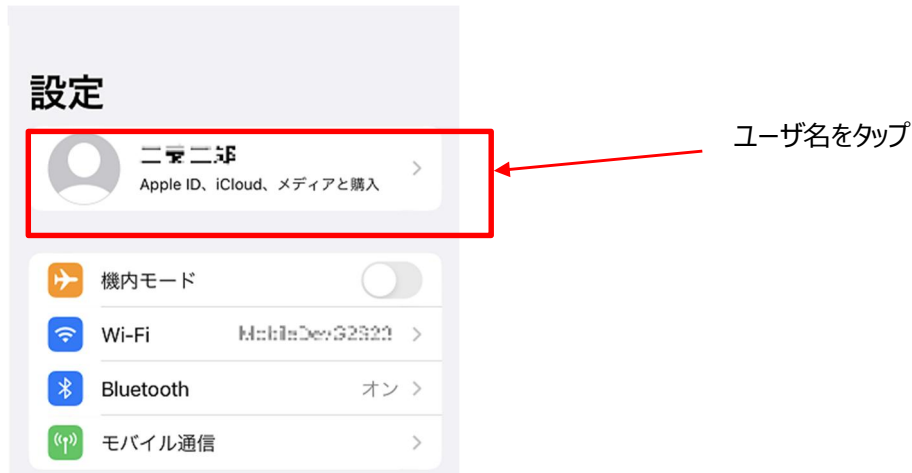 設定
ユーザ名をタップ
Apple ID、iCloud、メディアと購入
機内モード
Wi-Fi
Bluetooth オン
モバイル通信